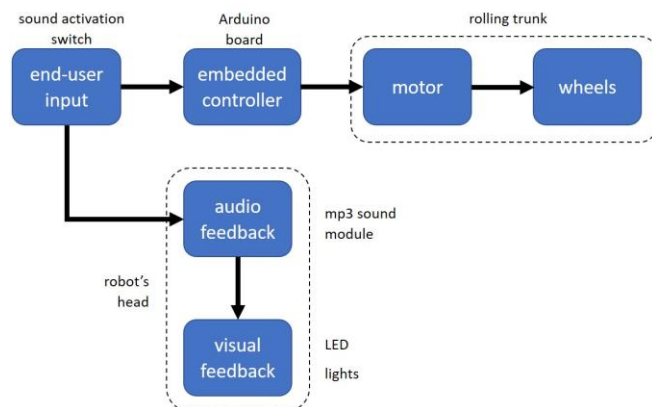 sound activation
switch
Arduino
board
rolling trunk
end-user
input
embedded
controller
motor
wheels
audio
feedback
mp3 sound
module
robot's
head
visual
feedback
LED
lights